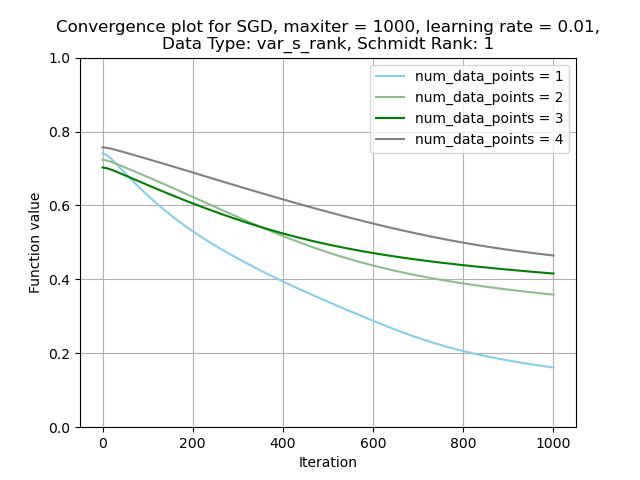 Convergence plot for SGD, maxiter = 1000, learning rate = 0.01,
Data Type: var_s_rank, Schmidt Rank: 1
1.0
0.8
0.6
0.4
0.2
0.0
Function value
num_data_points = 1
num_data_points = 2
num_data_points = 3
num_data_points = 4
0 200 400 600 800 1000
Iteration